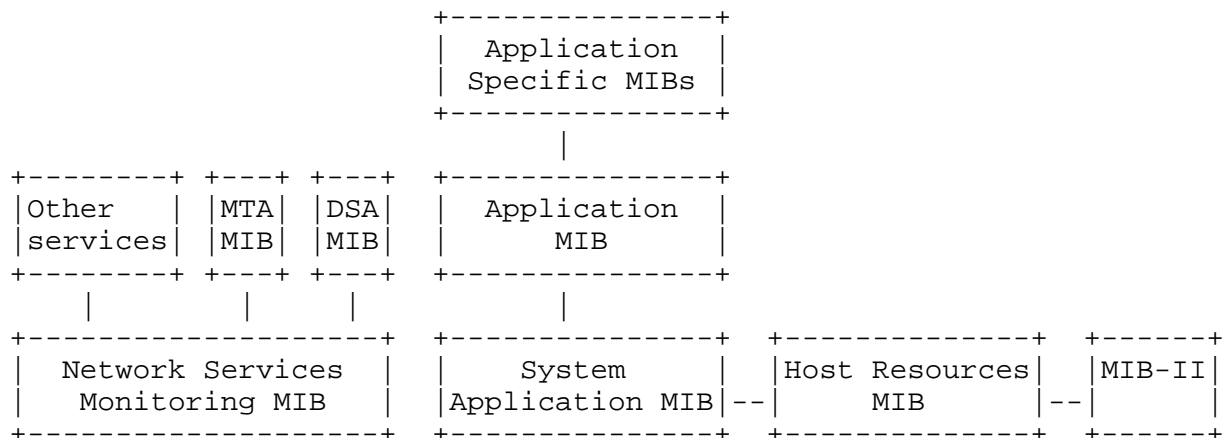 Application
Specific MIBs
Other
services
MTA
MIB
DSA
MIB
Application
MIB
Network Services
Monitoring MIB
System
Application MIB
Host Resources
MIB
MIB-II